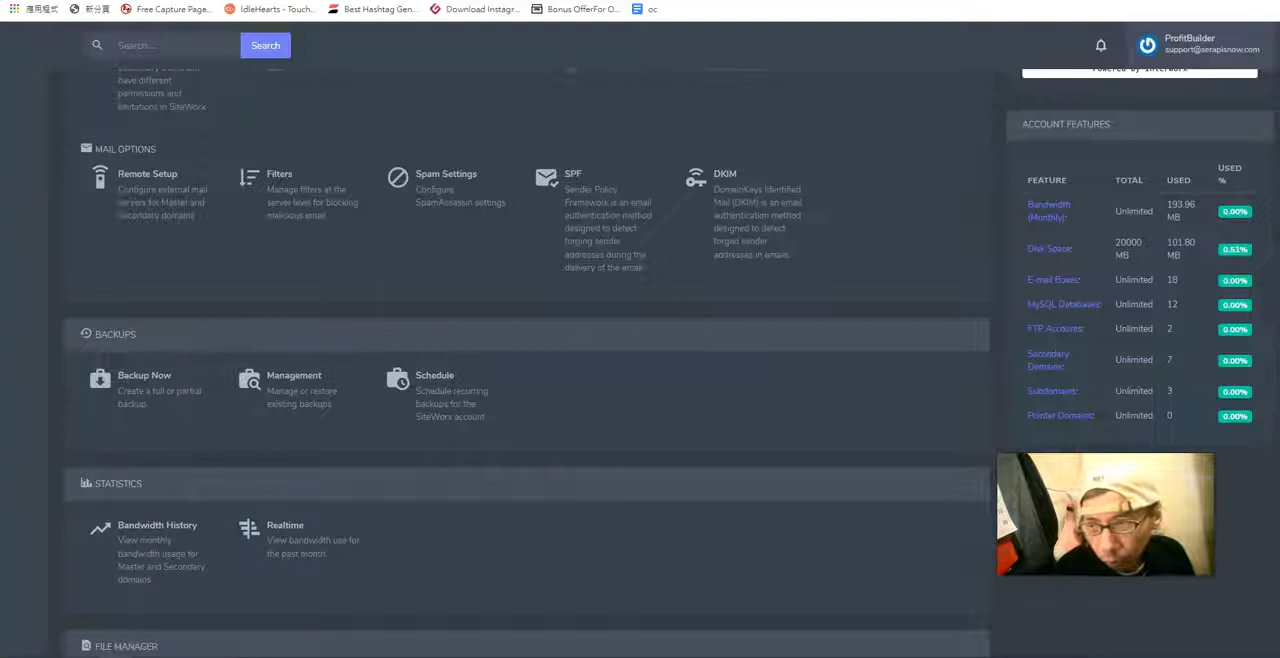 應用程式
新分頁
Free Capture Page...
IdleHearts - Touch...
Best Hashtag Gen...
Download Instagr...
Bonus OfferFor O...
oc
Search...
Search
ProfitBuilder
support@serapisnow.com
have different
permissions and
limitations in SiteWorx
Powered by InterWorx
MAIL OPTIONS
Remote Setup
Configure external mail
servers for Master and
secondary domains
Filters
Manage filters at the
server level for blocking
malicious email
Spam Settings
Configure
SpamAssassin settings
SPF
Sender Policy
Framework is an email
authentication method
designed to detect
forging sender
addresses during the
delivery of the email
DKIM
DomainKeys Identified
Mail (DKIM) is an email
authentication method
designed to detect
forged sender
addresses in emails.
BACKUPS
Backup Now
Create a full or partial
backup.
Management
Manage or restore
existing backups
Schedule
Schedule recurring
backups for the
SiteWorx account
STATISTICS
Bandwidth History
View monthly
bandwidth usage for
Master and Secondary
domains
Realtime
View bandwidth use for
the past month
FILE MANAGER
ACCOUNT FEATURES
FEATURE TOTAL USED USED %
Bandwidth (Monthly): Unlimited 193.96 MB 0.00%
Disk Space: 20000 MB 101.80 MB 0.51%
E-mail Boxes: Unlimited 18 0.00%
MySQL Databases: Unlimited 12 0.00%
FTP Accounts: Unlimited 2 0.00%
Secondary Domains: Unlimited 7 0.00%
Subdomains: Unlimited 3 0.00%
Pointer Domains: Unlimited 0 0.00%